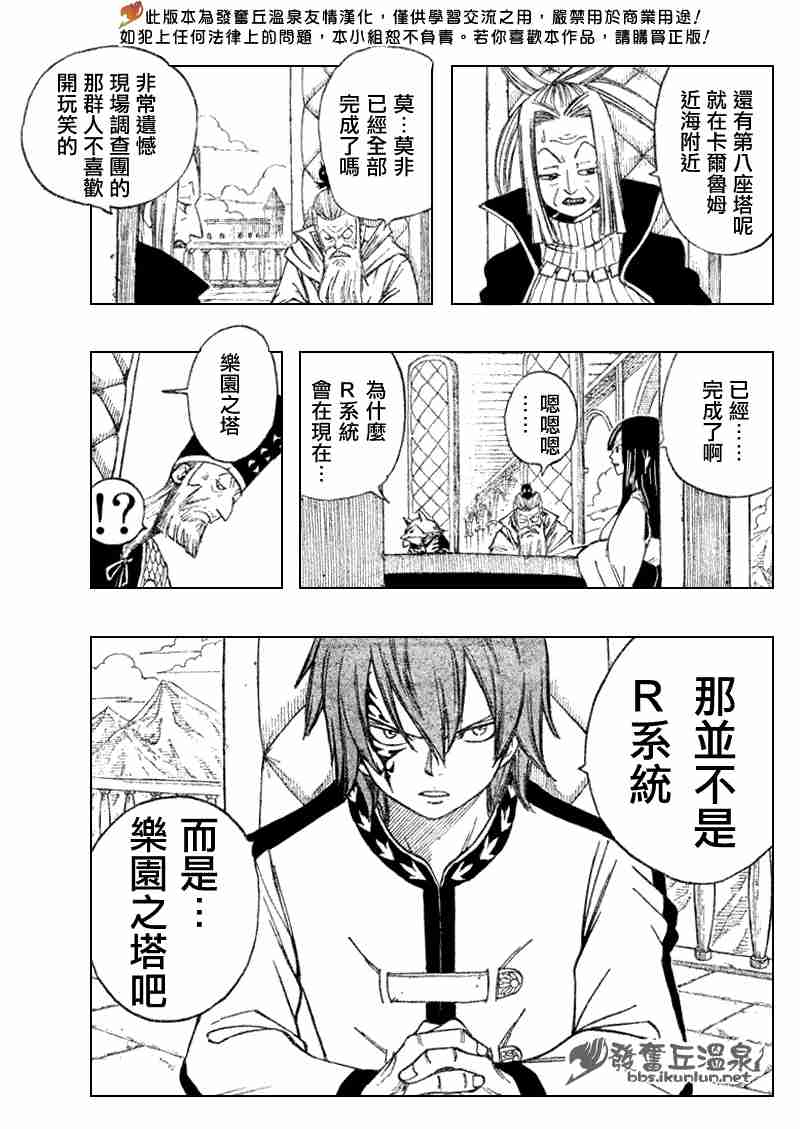 此版本為發奮丘溫泉友情漢化，僅供學習交流之用，嚴禁用於商業用途！
如犯上任何法律上的問題，本小組恕不負責。若你喜歡本作品，請購買正版！
還有第八座塔呢
就在卡爾魯姆
近海附近
莫…莫非
已經全部
完成了嗎
非常遺憾
現場調查團的
那群人不喜歡
開玩笑的
已經……
完成了啊
嗯嗯嗯
……
為什麼
R系統
會在現在…
樂園之塔
!?
那並不是
R系統
而是…
樂園之塔吧
發奮丘溫泉
bbs.ikunlun.net